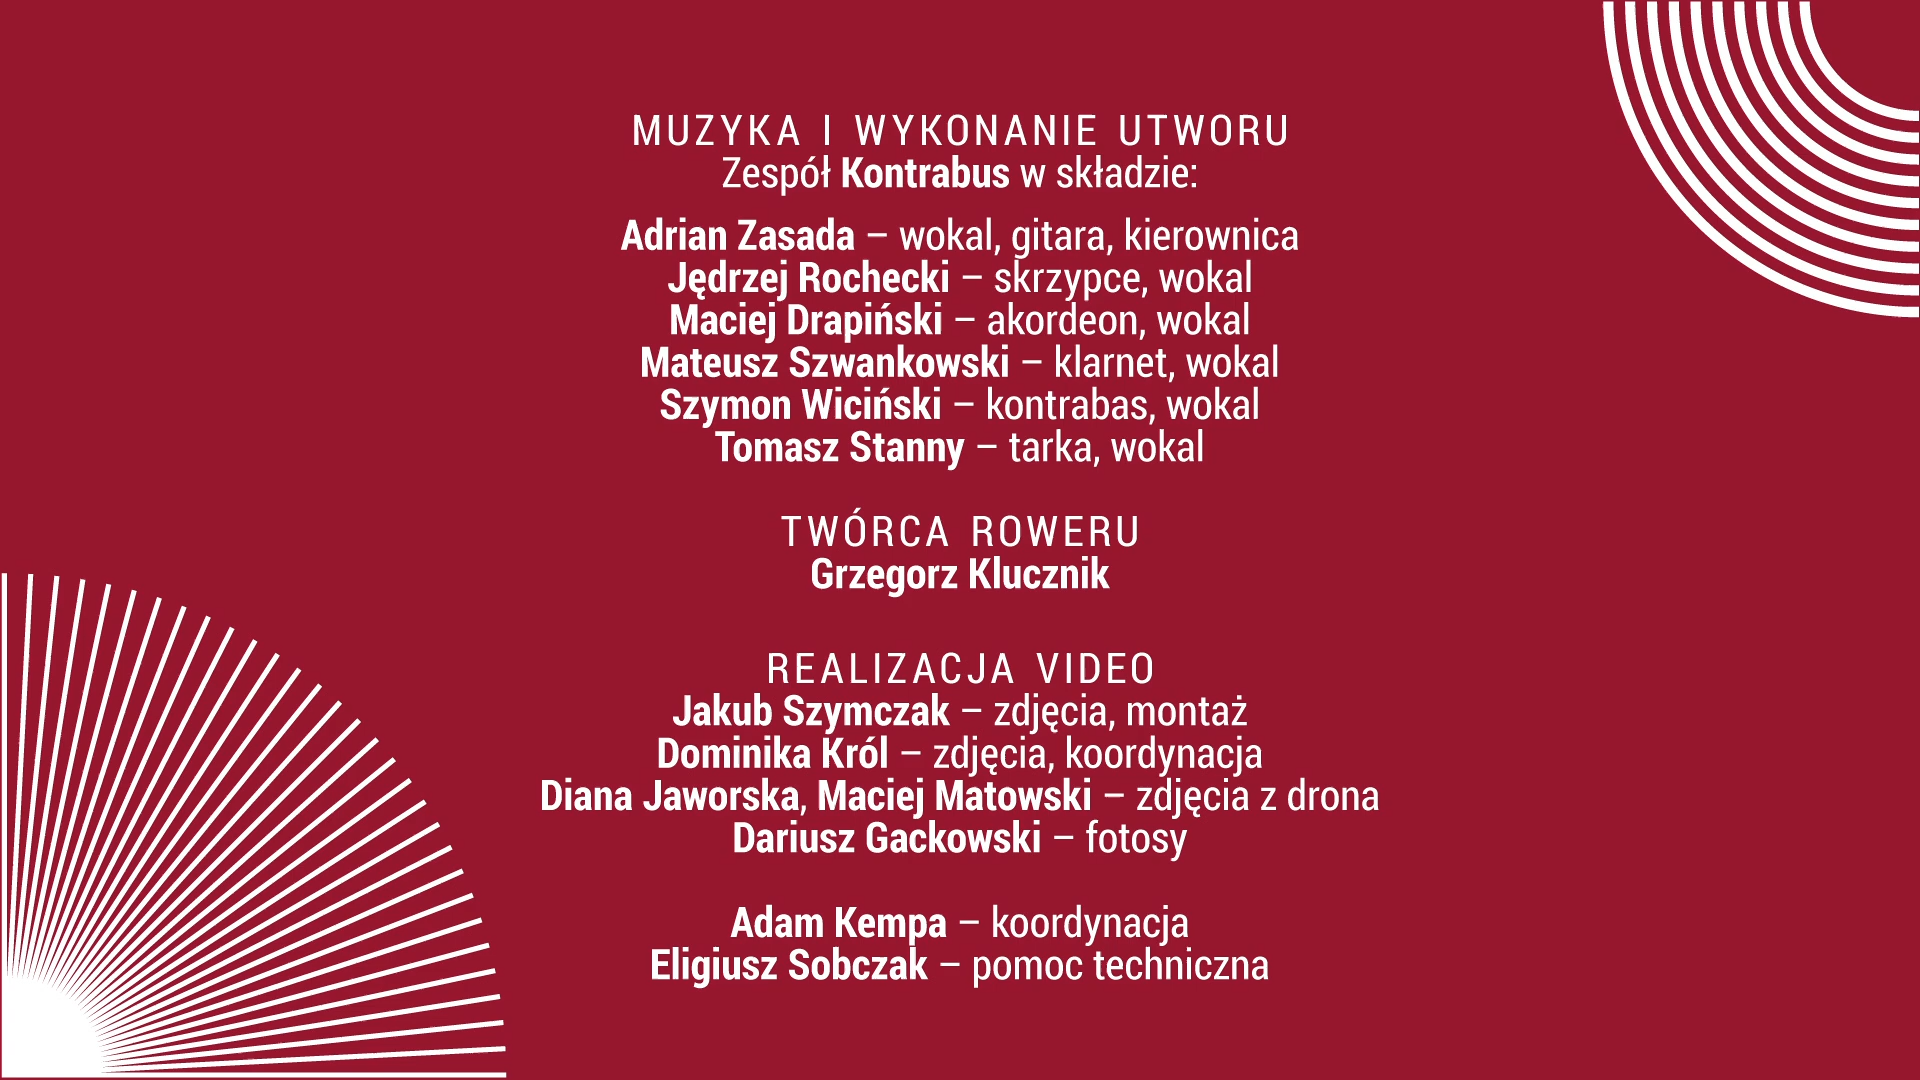 MUZYKA I WYKONANIE UTWORU
Zespół Kontrabus w składzie:
Adrian Zasada – wokal, gitara, kierownica
Jędrzej Rochecki – skrzypce, wokal
Maciej Drapiński – akordeon, wokal
Mateusz Szwankowski – klarnet, wokal
Szymon Wiciński – kontrabas, wokal
Tomasz Stanny – tarka, wokal
TWÓRCA ROWERU
Grzegorz Klucznik
REALIZACJA VIDEO
Jakub Szymczak – zdjęcia, montaż
Dominika Król – zdjęcia, koordynacja
Diana Jaworska, Maciej Matowski – zdjęcia z drona
Dariusz Gackowski – fotosy
Adam Kempa – koordynacja
Eligiusz Sobczak – pomoc techniczna